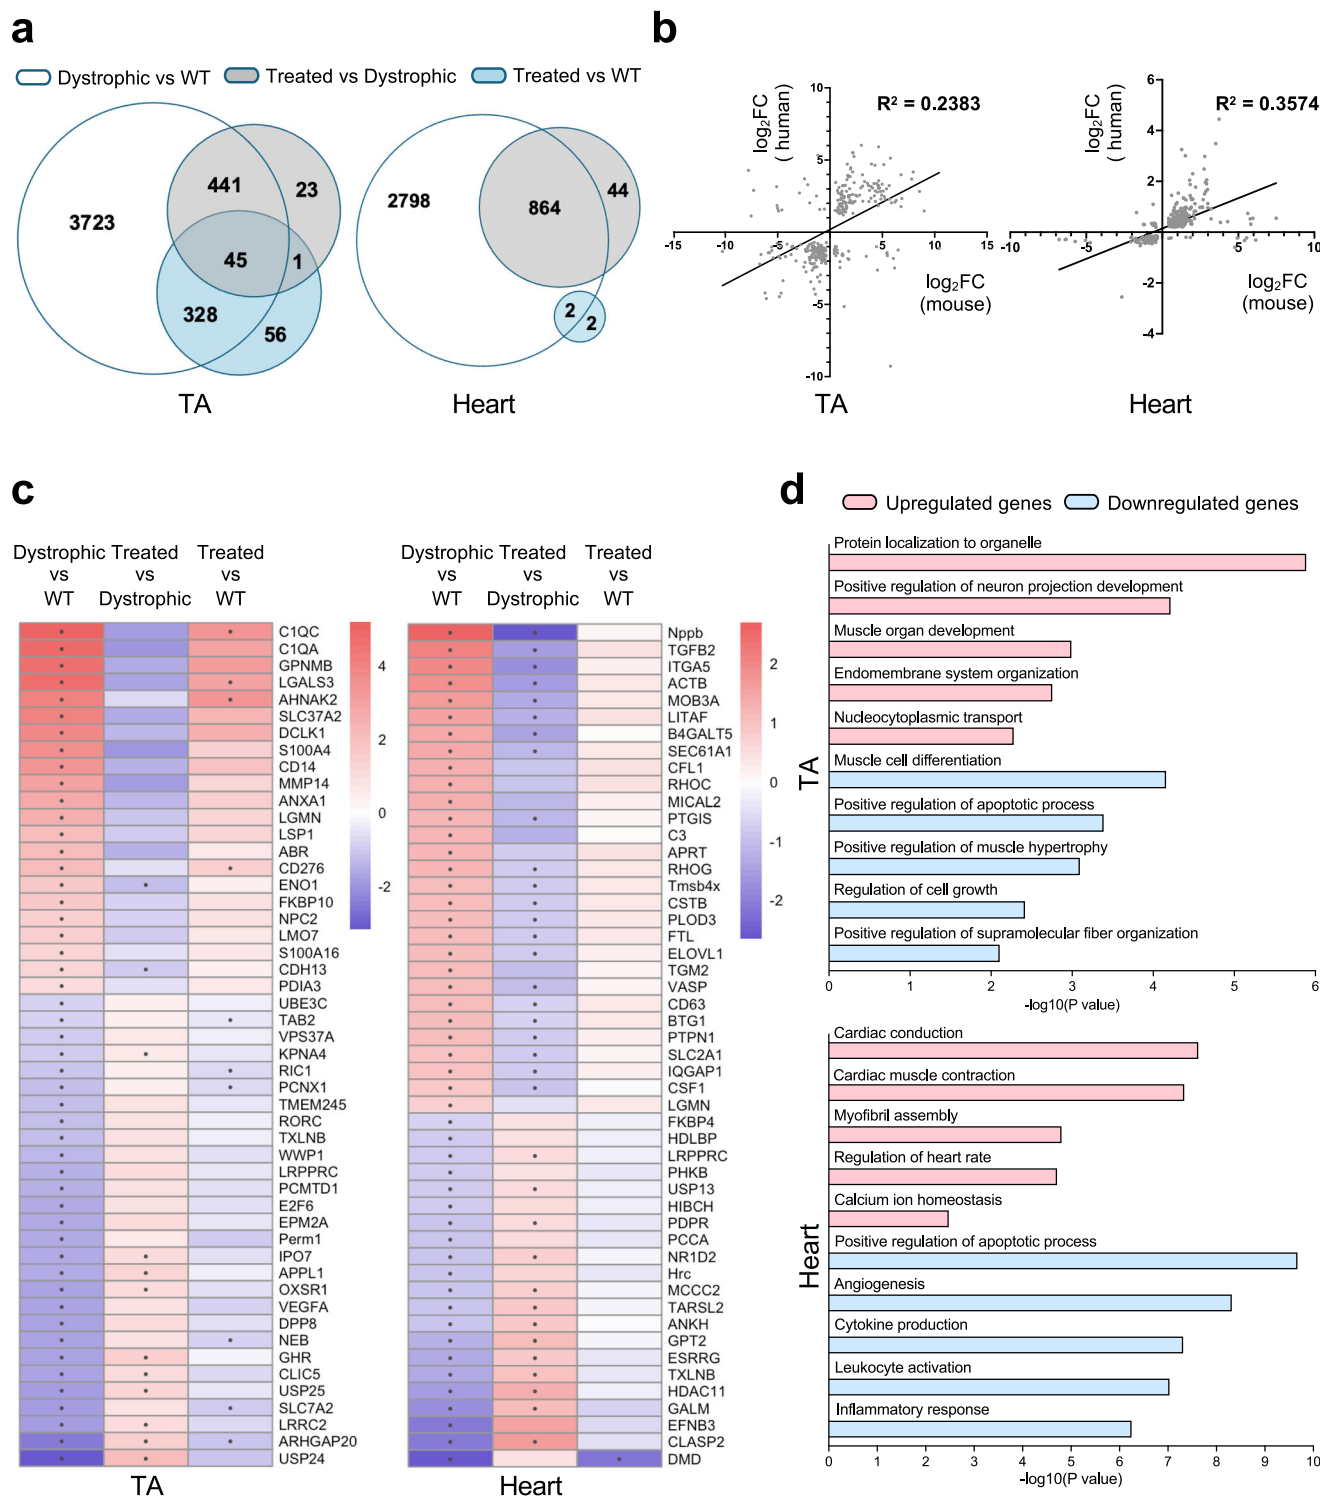 a
Dystrophic vs WT
Treated vs Dystrophic
Treated vs WT
441
23
3723
45
1
328
56
TA
2798
864
44
2
2
Heart
b
log₂FC
( human)
R² = 0.2383
10
5
-15
-10
-5
5
10
15
-5
-10
log₂FC
(mouse)
TA
log₂FC
( human)
R² = 0.3574
6
4
2
-10
-5
5
10
-2
-4
log₂FC
(mouse)
Heart
c
Dystrophic
vs
WT
Treated
vs
Dystrophic
Treated
vs
WT
C1QC
C1QA
GPNMB
LGALS3
AHNAK2
SLC37A2
DCLK1
S100A4
CD14
MMP14
ANXA1
LGMN
LSP1
ABR
CD276
ENO1
FKBP10
NPC2
LMO7
S100A16
CDH13
PDIA3
UBE3C
TAB2
VPS37A
KPNA4
RIC1
PCNX1
TMEM245
RORC
TXLNB
WWP1
LRPPRC
PCMTD1
E2F6
EPM2A
Perm1
IPO7
APPL1
OXSR1
VEGFA
DPP8
NEB
GHR
CLIC5
USP25
SLC7A2
LRRC2
ARHGAP20
USP24
4
2
0
-2
TA
Dystrophic
vs
WT
Treated
vs
Dystrophic
Treated
vs
WT
Nppb
TGFB2
ITGA5
ACTB
MOB3A
LITAF
B4GALT5
SEC61A1
CFL1
RHOC
MICAL2
PTGIS
C3
APRT
RHOG
Tmsb4x
CSTB
PLOD3
FTL
ELOVL1
TGM2
VASP
CD63
BTG1
PTPN1
SLC2A1
IQGAP1
CSF1
LGMN
FKBP4
HDLBP
LRPPRC
PHKB
USP13
HIBCH
PDPR
PCCA
NR1D2
Hrc
MCCC2
TARSL2
ANKH
GPT2
ESRRG
TXLNB
HDAC11
GALM
EFNB3
CLASP2
DMD
2
1
0
-1
-2
Heart
d
Upregulated genes
Downregulated genes
Protein localization to organelle
Positive regulation of neuron projection development
Muscle organ development
Endomembrane system organization
Nucleocytoplasmic transport
Muscle cell differentiation
Positive regulation of apoptotic process
Positive regulation of muscle hypertrophy
Regulation of cell growth
Positive regulation of supramolecular fiber organization
TA
0 1 2 3 4 5 6
-log10(P value)
Cardiac conduction
Cardiac muscle contraction
Myofibril assembly
Regulation of heart rate
Calcium ion homeostasis
Positive regulation of apoptotic process
Angiogenesis
Cytokine production
Leukocyte activation
Inflammatory response
Heart
0 1 2 3 4 5 6 7 8 9 10
-log10(P value)